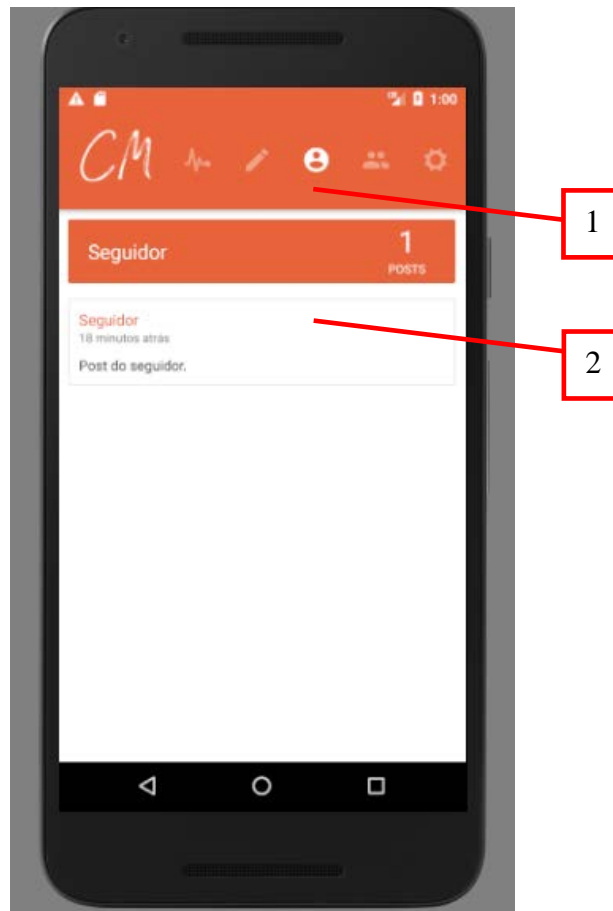 1:00
CM
1
Seguidor
1
POSTS
Seguidor
18 minutos atrás
2
Post do seguidor.